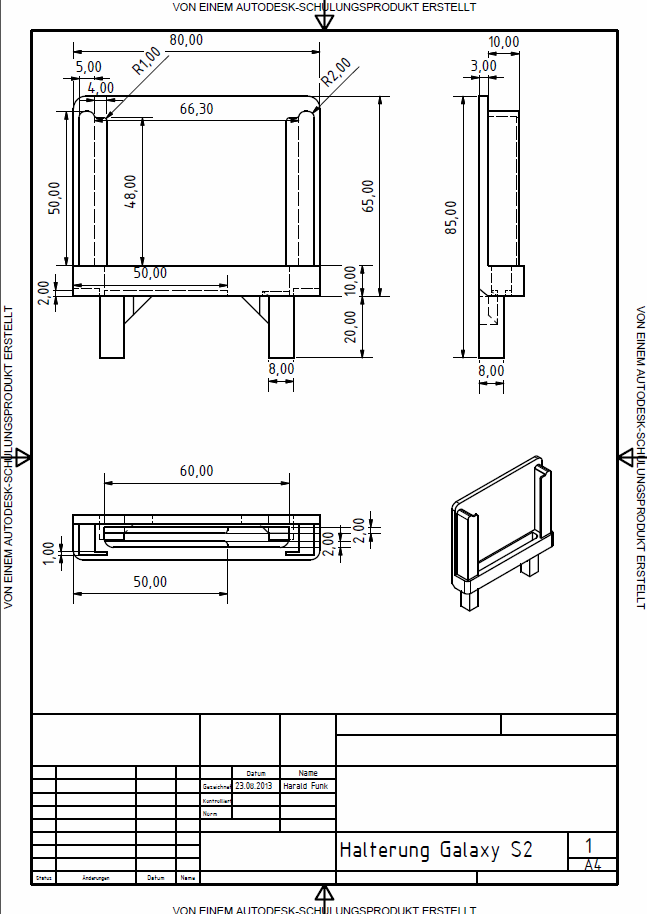 VON EINEM AUTODESK-SCHULUNGSPRODUKT ERSTELLT
80,00
10,00
5,00
R1,00
R2,00
3,00
4,00
66,30
50,00
48,00
65,00
85,00
50,00
2,00
10,00
20,00
8,00
8,00
VON EINEM AUTODESK-SCHULUNGSPRODUKT ERSTELLT
VON EINEM AUTODESK-SCHULUNGSPRODUKT ERSTELLT
60,00
1,00
2,00
2,00
50,00
Datum Name
Gezeichnet 23.08.2013 Harald Funk
Kontrolliert
Norm
Halterung Galaxy S2 1
A4
Status Änderungen Datum Name
VON EINEM AUTODESK-SCHULUNGSPRODUKT ERSTELLT